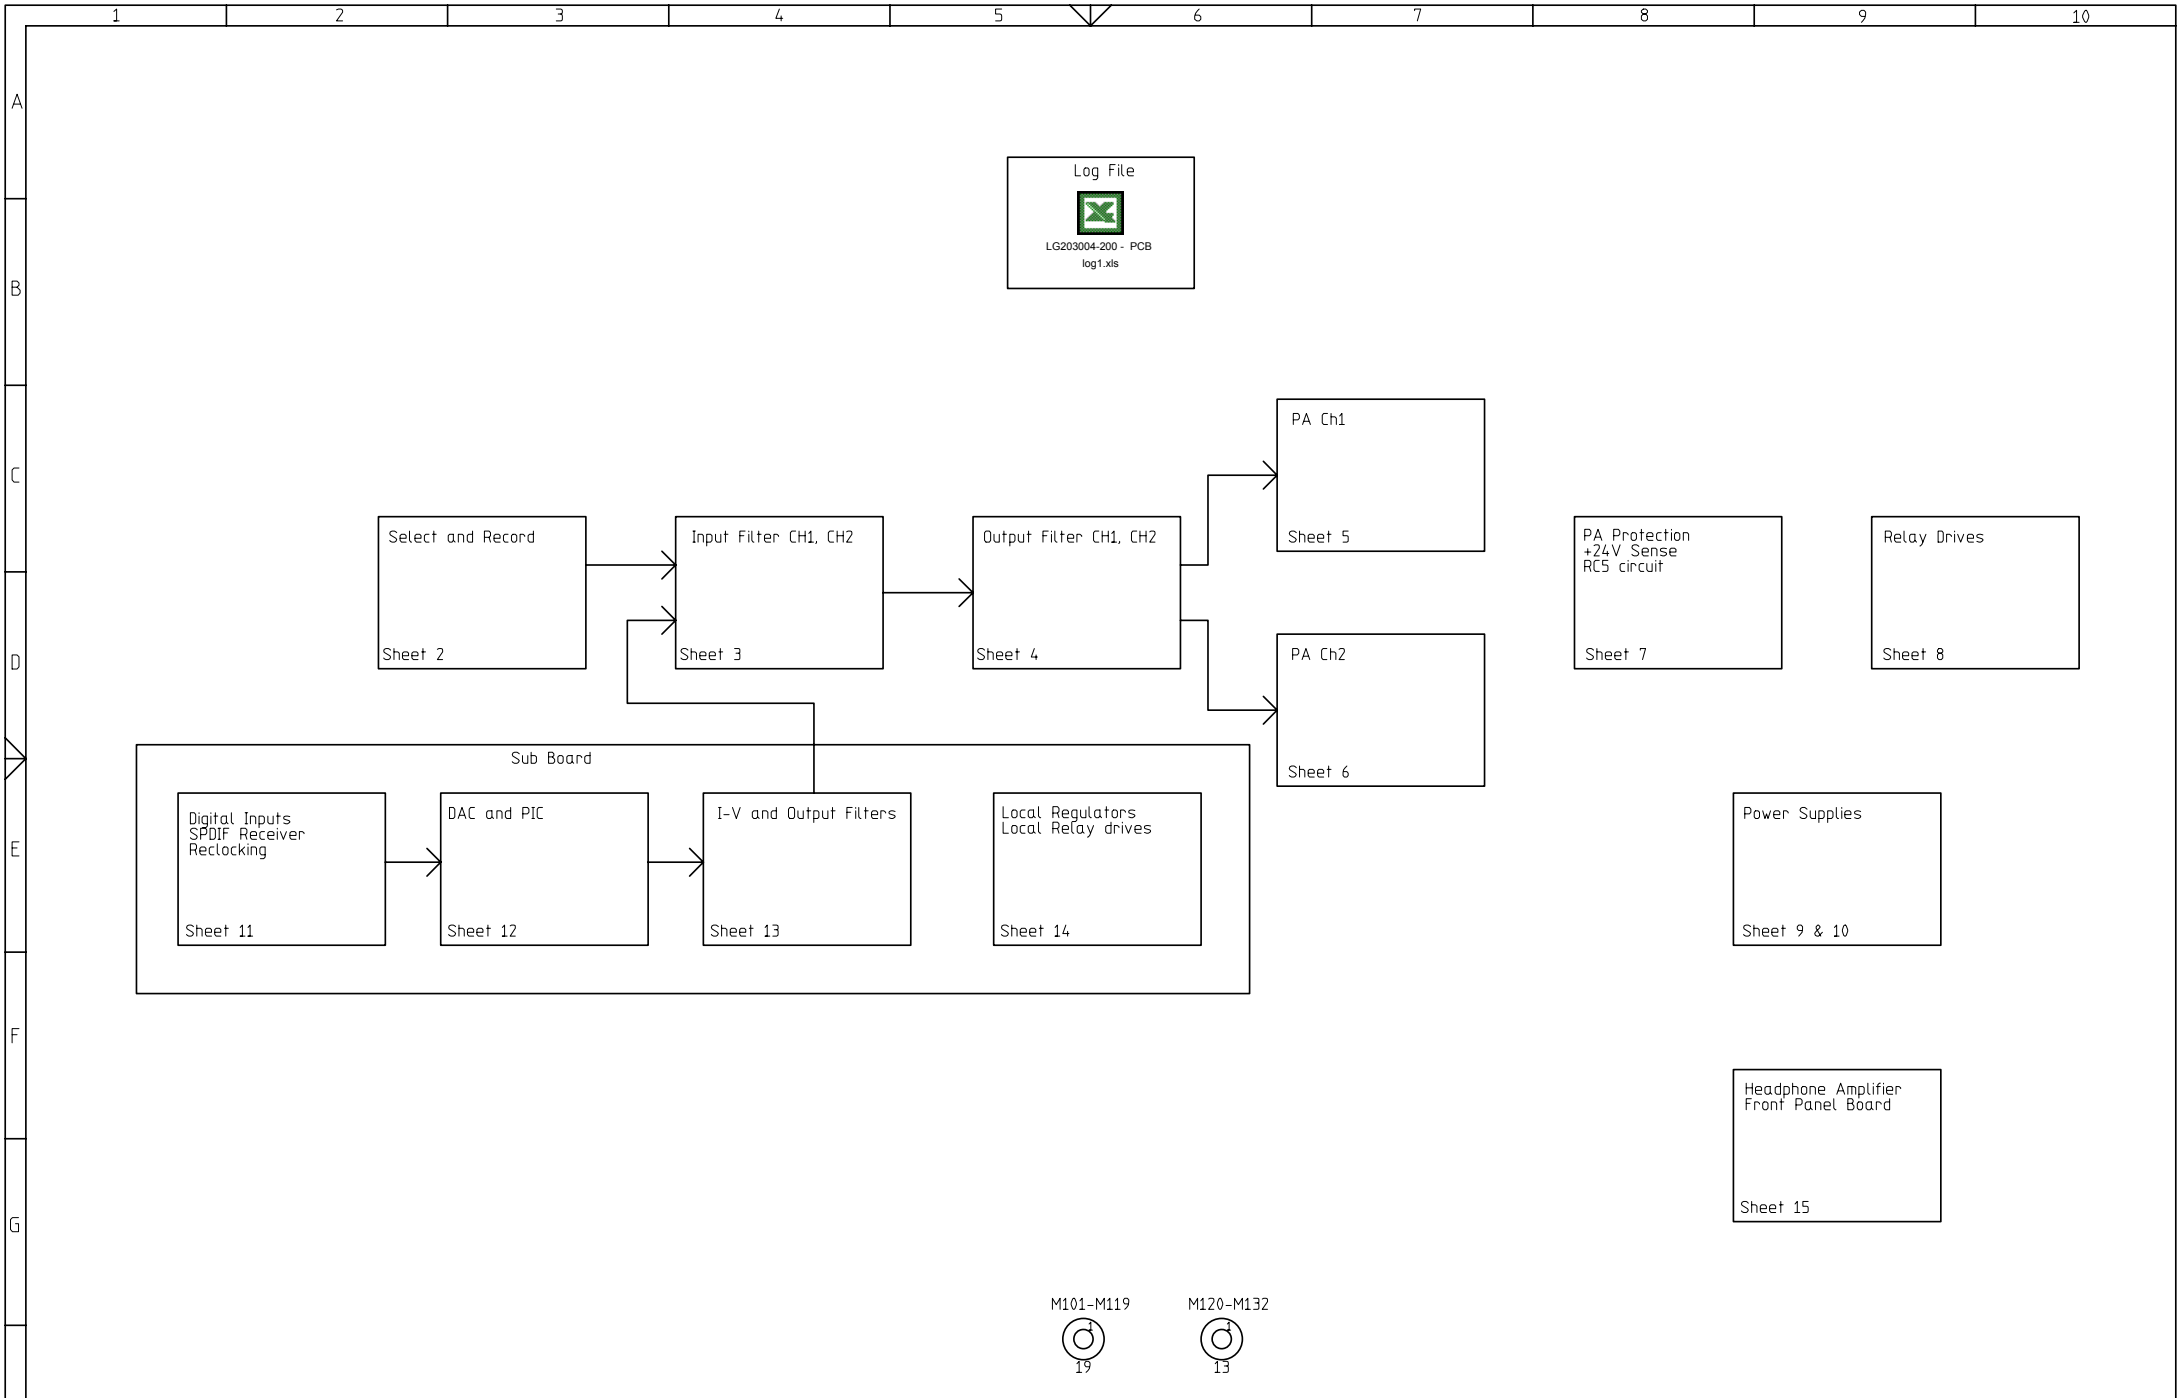 1 2 3 4 5 6 7 8 9 10
A
B
C
D
E
F
G
Log File
LG203004-200 - PCB
log1.xls
Select and Record
Sheet 2
Input Filter CH1, CH2
Sheet 3
Output Filter CH1, CH2
Sheet 4
PA Ch1
Sheet 5
PA Ch2
Sheet 6
PA Protection
+24V Sense
RC5 circuit
Sheet 7
Relay Drives
Sheet 8
Sub Board
Digital Inputs
SPDIF Receiver
Reclocking
Sheet 11
DAC and PIC
Sheet 12
I-V and Output Filters
Sheet 13
Local Regulators
Local Relay drives
Sheet 14
Power Supplies
Sheet 9 & 10
Headphone Amplifier
Front Panel Board
Sheet 15
M101-M119
1
19
M120-M132
1
13